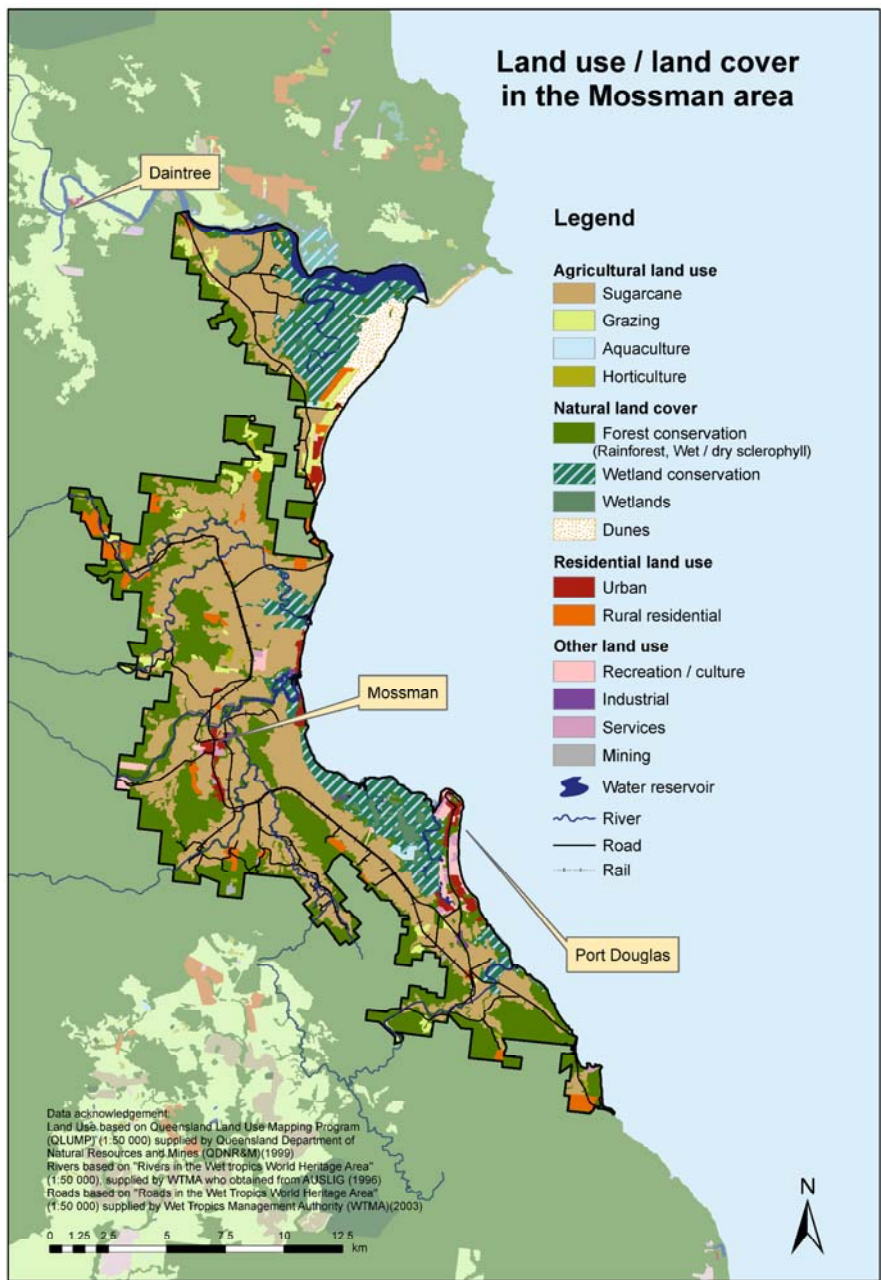 Land use / land cover
in the Mossman area
Daintree
Legend
Agricultural land use
Sugarcane
Grazing
Aquaculture
Horticulture
Natural land cover
Forest conservation
(Rainforest, Wet / dry sclerophyll)
Wetland conservation
Wetlands
Dunes
Residential land use
Urban
Rural residential
Other land use
Recreation / culture
Industrial
Services
Mining
Water reservoir
River
Road
Rail
Mossman
Port Douglas
Data acknowledgement:
Land Use based on Queensland Land Use Mapping Program
(QLUMP) (1:50 000) supplied by Queensland Department of
Natural Resources and Mines (QDNR&M)(1999)
Rivers based on "Rivers in the Wet tropics World Heritage Area"
(1:50 000), supplied by WTMA who obtained from AUSLIG (1996)
Roads based on "Roads in the Wet Tropics World Heritage Area"
(1:50 000) supplied by Wet Tropics Management Authority (WTMA)(2003)
0 1.25 2.5 5 7.5 10 12.5
km
N